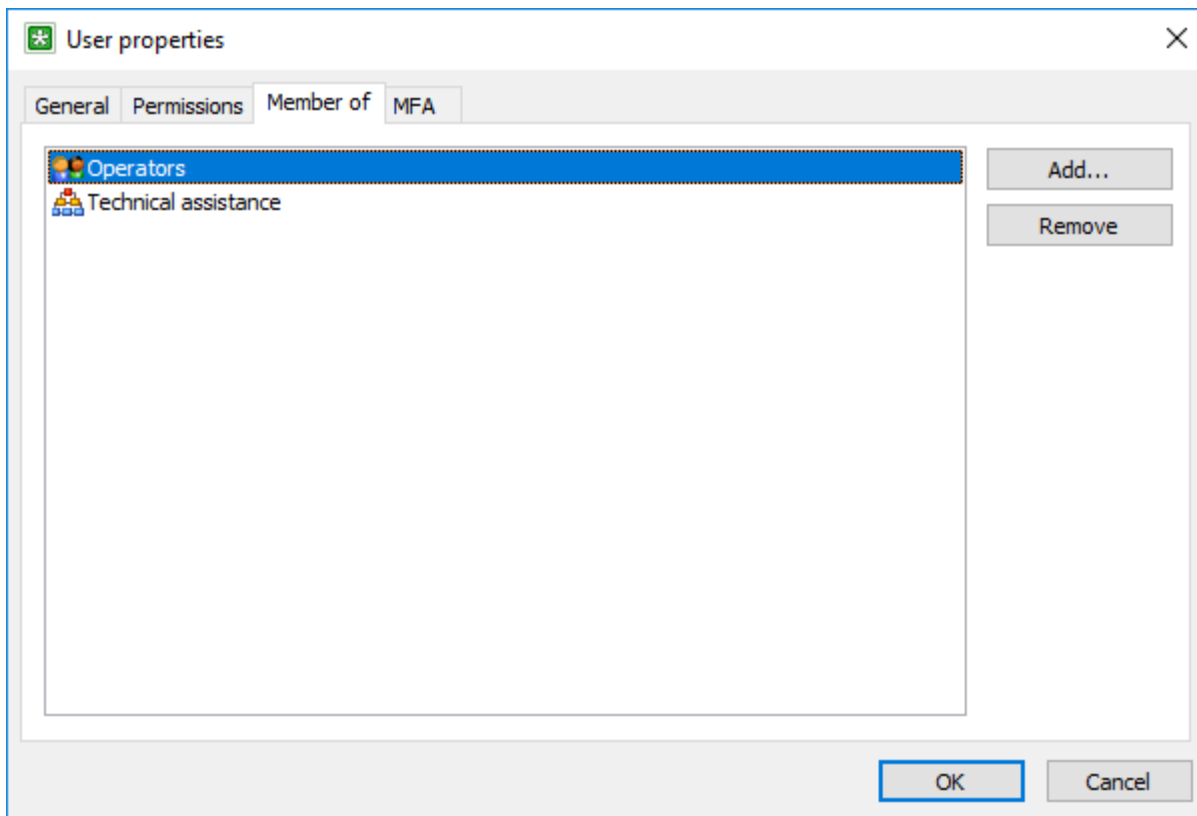 User properties
General Permissions Member of MFA
Operators
Technical assistance
Add...
Remove
OK Cancel